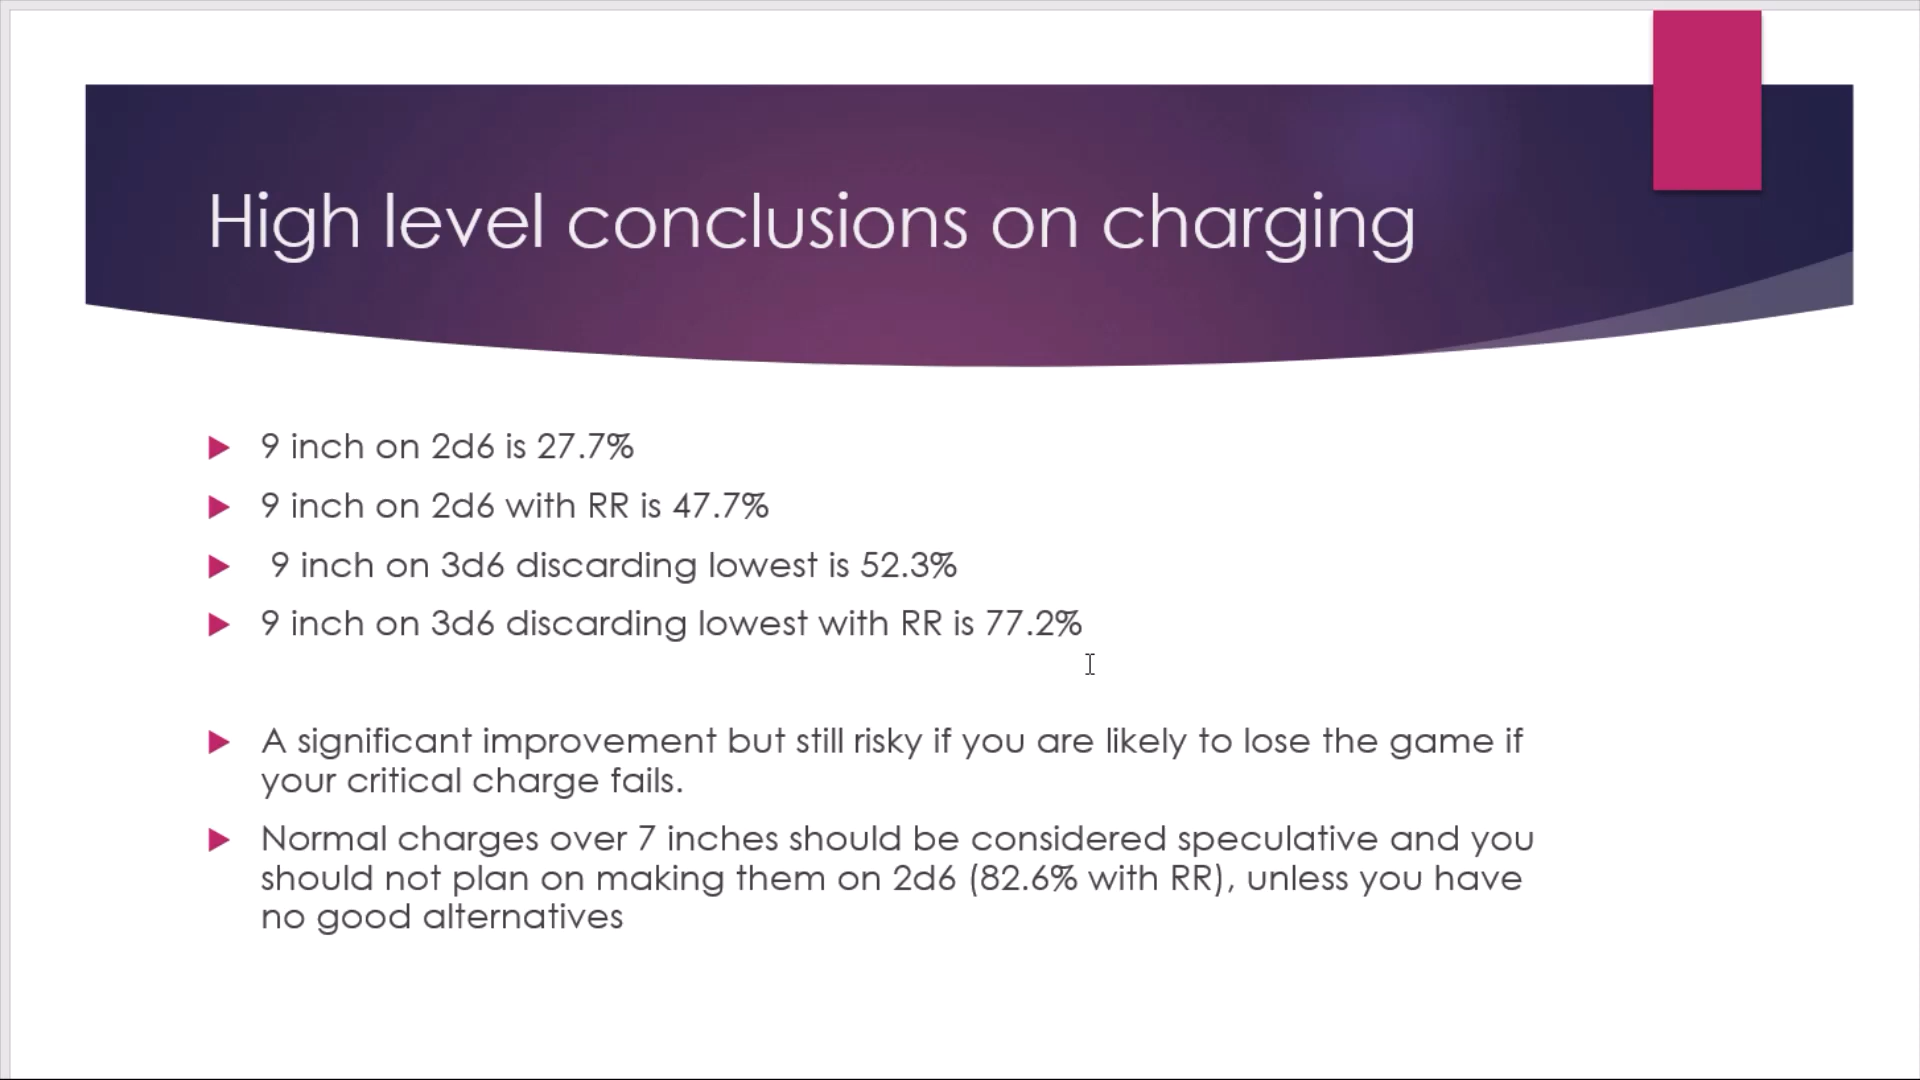 High level conclusions on charging
9 inch on 2d6 is 27.7%
9 inch on 2d6 with RR is 47.7%
9 inch on 3d6 discarding lowest is 52.3%
9 inch on 3d6 discarding lowest with RR is 77.2%
A significant improvement but still risky if you are likely to lose the game if
your critical charge fails.
Normal charges over 7 inches should be considered speculative and you
should not plan on making them on 2d6 (82.6% with RR), unless you have
no good alternatives